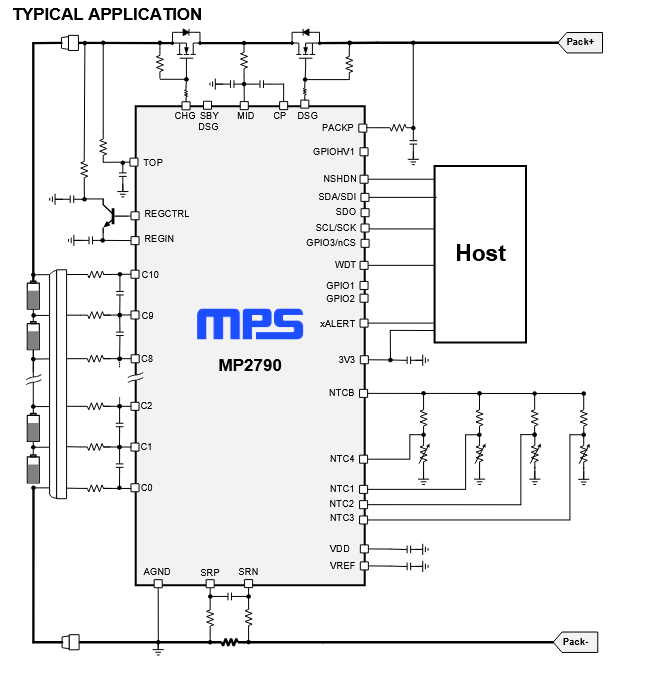 TYPICAL APPLICATION
Pack+
CHG
SBY
DSG
MID
CP
DSG
PACKP
GPIOHV1
TOP
NSHDN
SDA/SDI
REGCTRL
SDO
SCL/SCK
REGIN
GPIO3/nCS
Host
WDT
C10
GPIO1
GPIO2
C9
mps
xALERT
C8
MP2790
3V3
NTCB
C2
C1
NTC4
C0
NTC1
NTC2
NTC3
VDD
VREF
AGND
SRP
SRN
Pack-